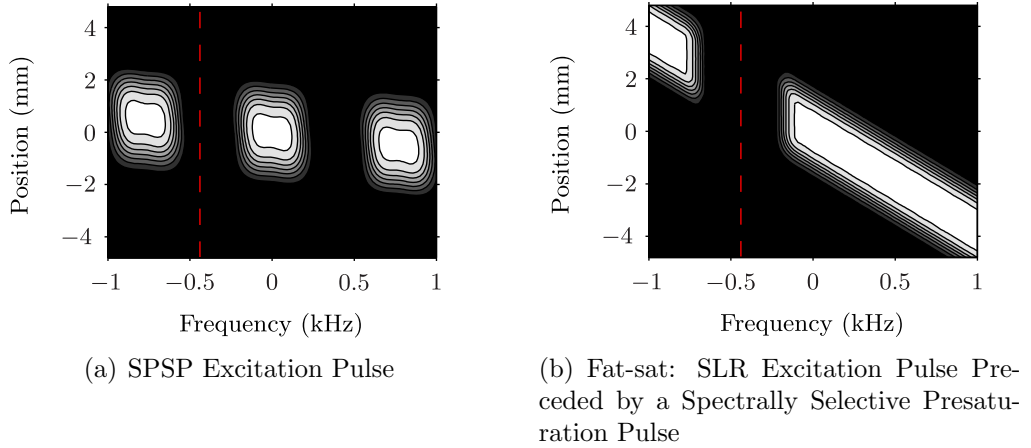 4
2
0
−2
−4
Position (mm)
−1
−0.5
0
0.5
1
Frequency (kHz)
(a) SPSP Excitation Pulse
4
2
0
−2
−4
Position (mm)
−1
−0.5
0
0.5
1
Frequency (kHz)
(b) Fat-sat: SLR Excitation Pulse Pre-
ceded by a Spectrally Selective Presatu-
ration Pulse